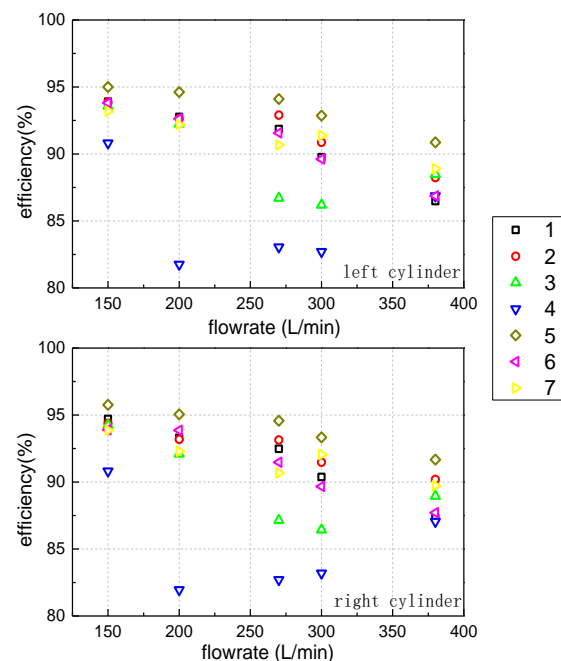 100
95
90
85
80
efficiency(%)
left cylinder
150 200 250 300 350 400
flowrate (L/min)
1
2
3
4
5
6
7
100
95
90
85
80
efficiency(%)
right cylinder
150 200 250 300 350 400
flowrate (L/min)